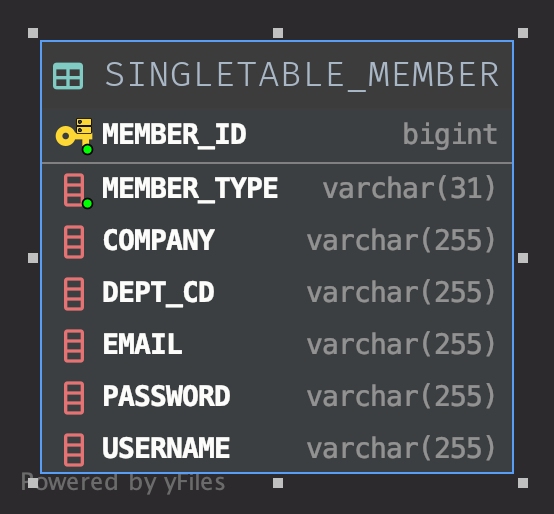 SINGLETABLE_MEMBER
MEMBER_ID bigint
MEMBER_TYPE varchar(31)
COMPANY varchar(255)
DEPT_CD varchar(255)
EMAIL varchar(255)
PASSWORD varchar(255)
USERNAME varchar(255)
Powered by yFiles